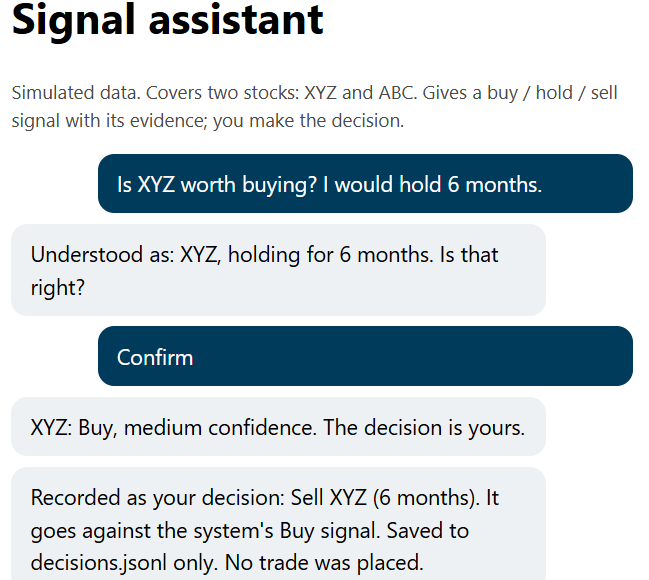 Signal assistant
Simulated data. Covers two stocks: XYZ and ABC. Gives a buy / hold / sell
signal with its evidence; you make the decision.
Is XYZ worth buying? I would hold 6 months.
Understood as: XYZ, holding for 6 months. Is that
right?
Confirm
XYZ: Buy, medium confidence. The decision is yours.
Recorded as your decision: Sell XYZ (6 months). It
goes against the system's Buy signal. Saved to
decisions.jsonl only. No trade was placed.